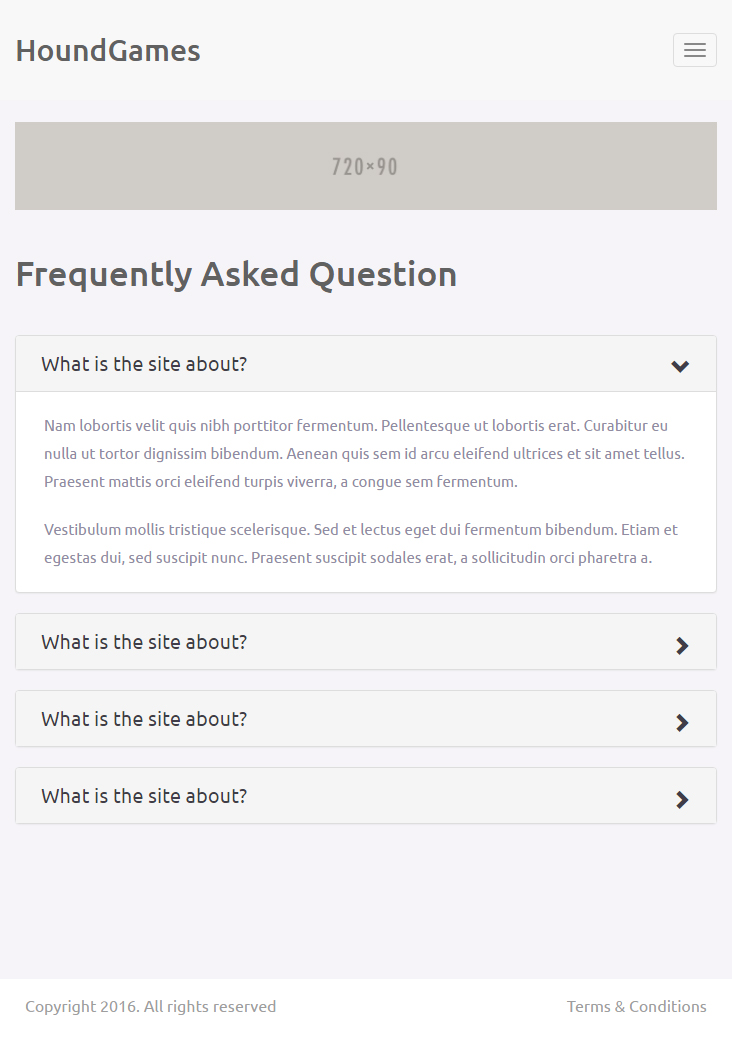 HoundGames
720×90
Frequently Asked Question
What is the site about?
Nam lobortis velit quis nibh porttitor fermentum. Pellentesque ut lobortis erat. Curabitur eu
nulla ut tortor dignissim bibendum. Aenean quis sem id arcu eleifend ultrices et sit amet tellus.
Praesent mattis orci eleifend turpis viverra, a congue sem fermentum.
Vestibulum mollis tristique scelerisque. Sed et lectus eget dui fermentum bibendum. Etiam et
egestas dui, sed suscipit nunc. Praesent suscipit sodales erat, a sollicitudin orci pharetra a.
What is the site about?
What is the site about?
What is the site about?
Copyright 2016. All rights reserved
Terms & Conditions